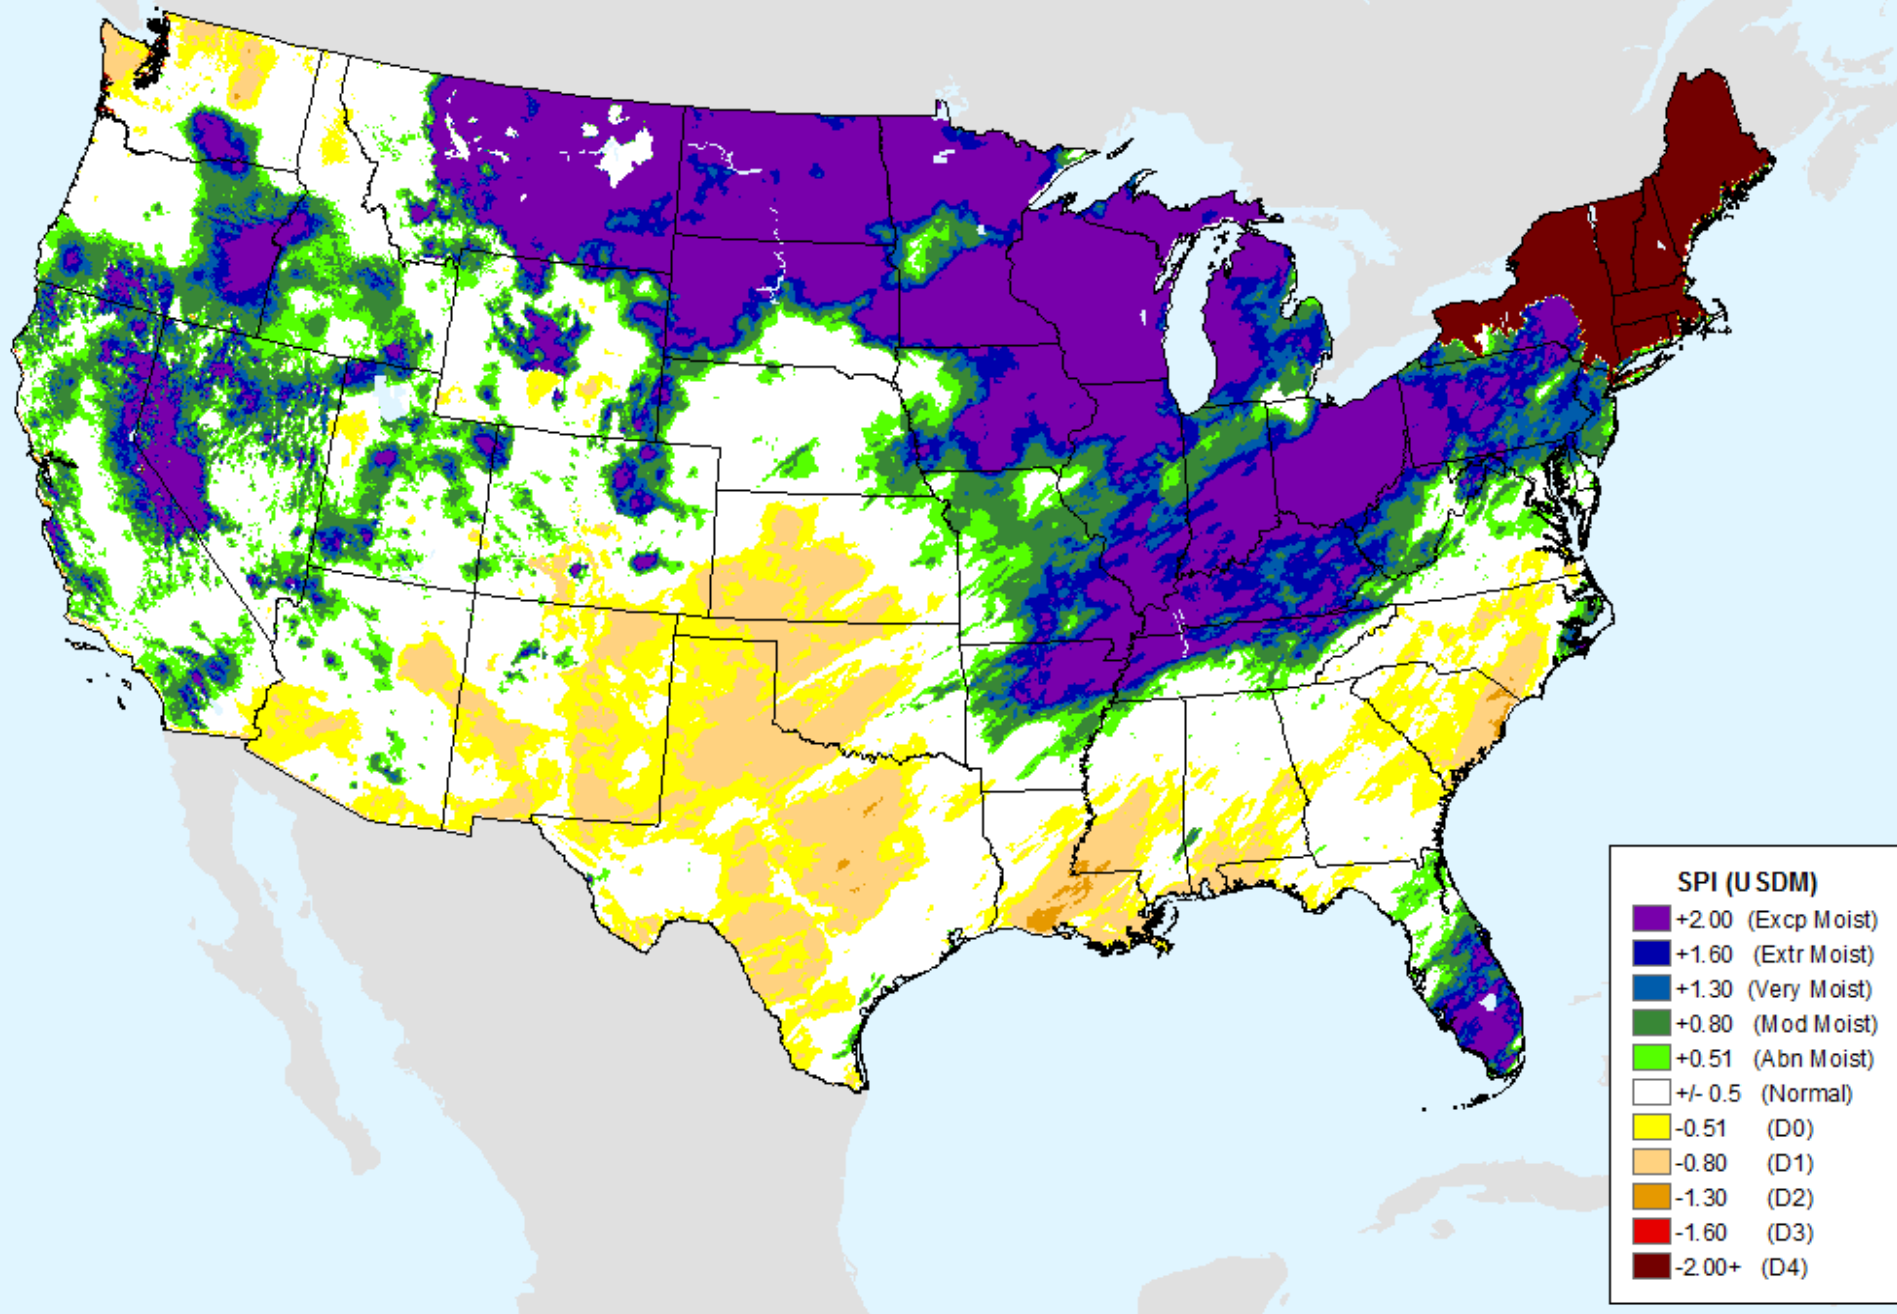 SPI (USDM)
+2.00 (Excp Moist)
+1.60 (Extr Moist)
+1.30 (Very Moist)
+0.80 (Mod Moist)
+0.51 (Abn Moist)
+/- 0.5 (Normal)
-0.51 (D0)
-0.80 (D1)
-1.30 (D2)
-1.60 (D3)
-2.00+ (D4)